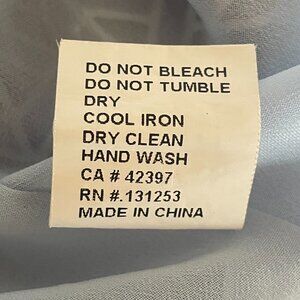 DO NOT BLEACH
DO NOT TUMBLE
DRY
COOL IRON
DRY CLEAN
HAND WASH
CA # 42397
RN #.131253
MADE IN CHINA